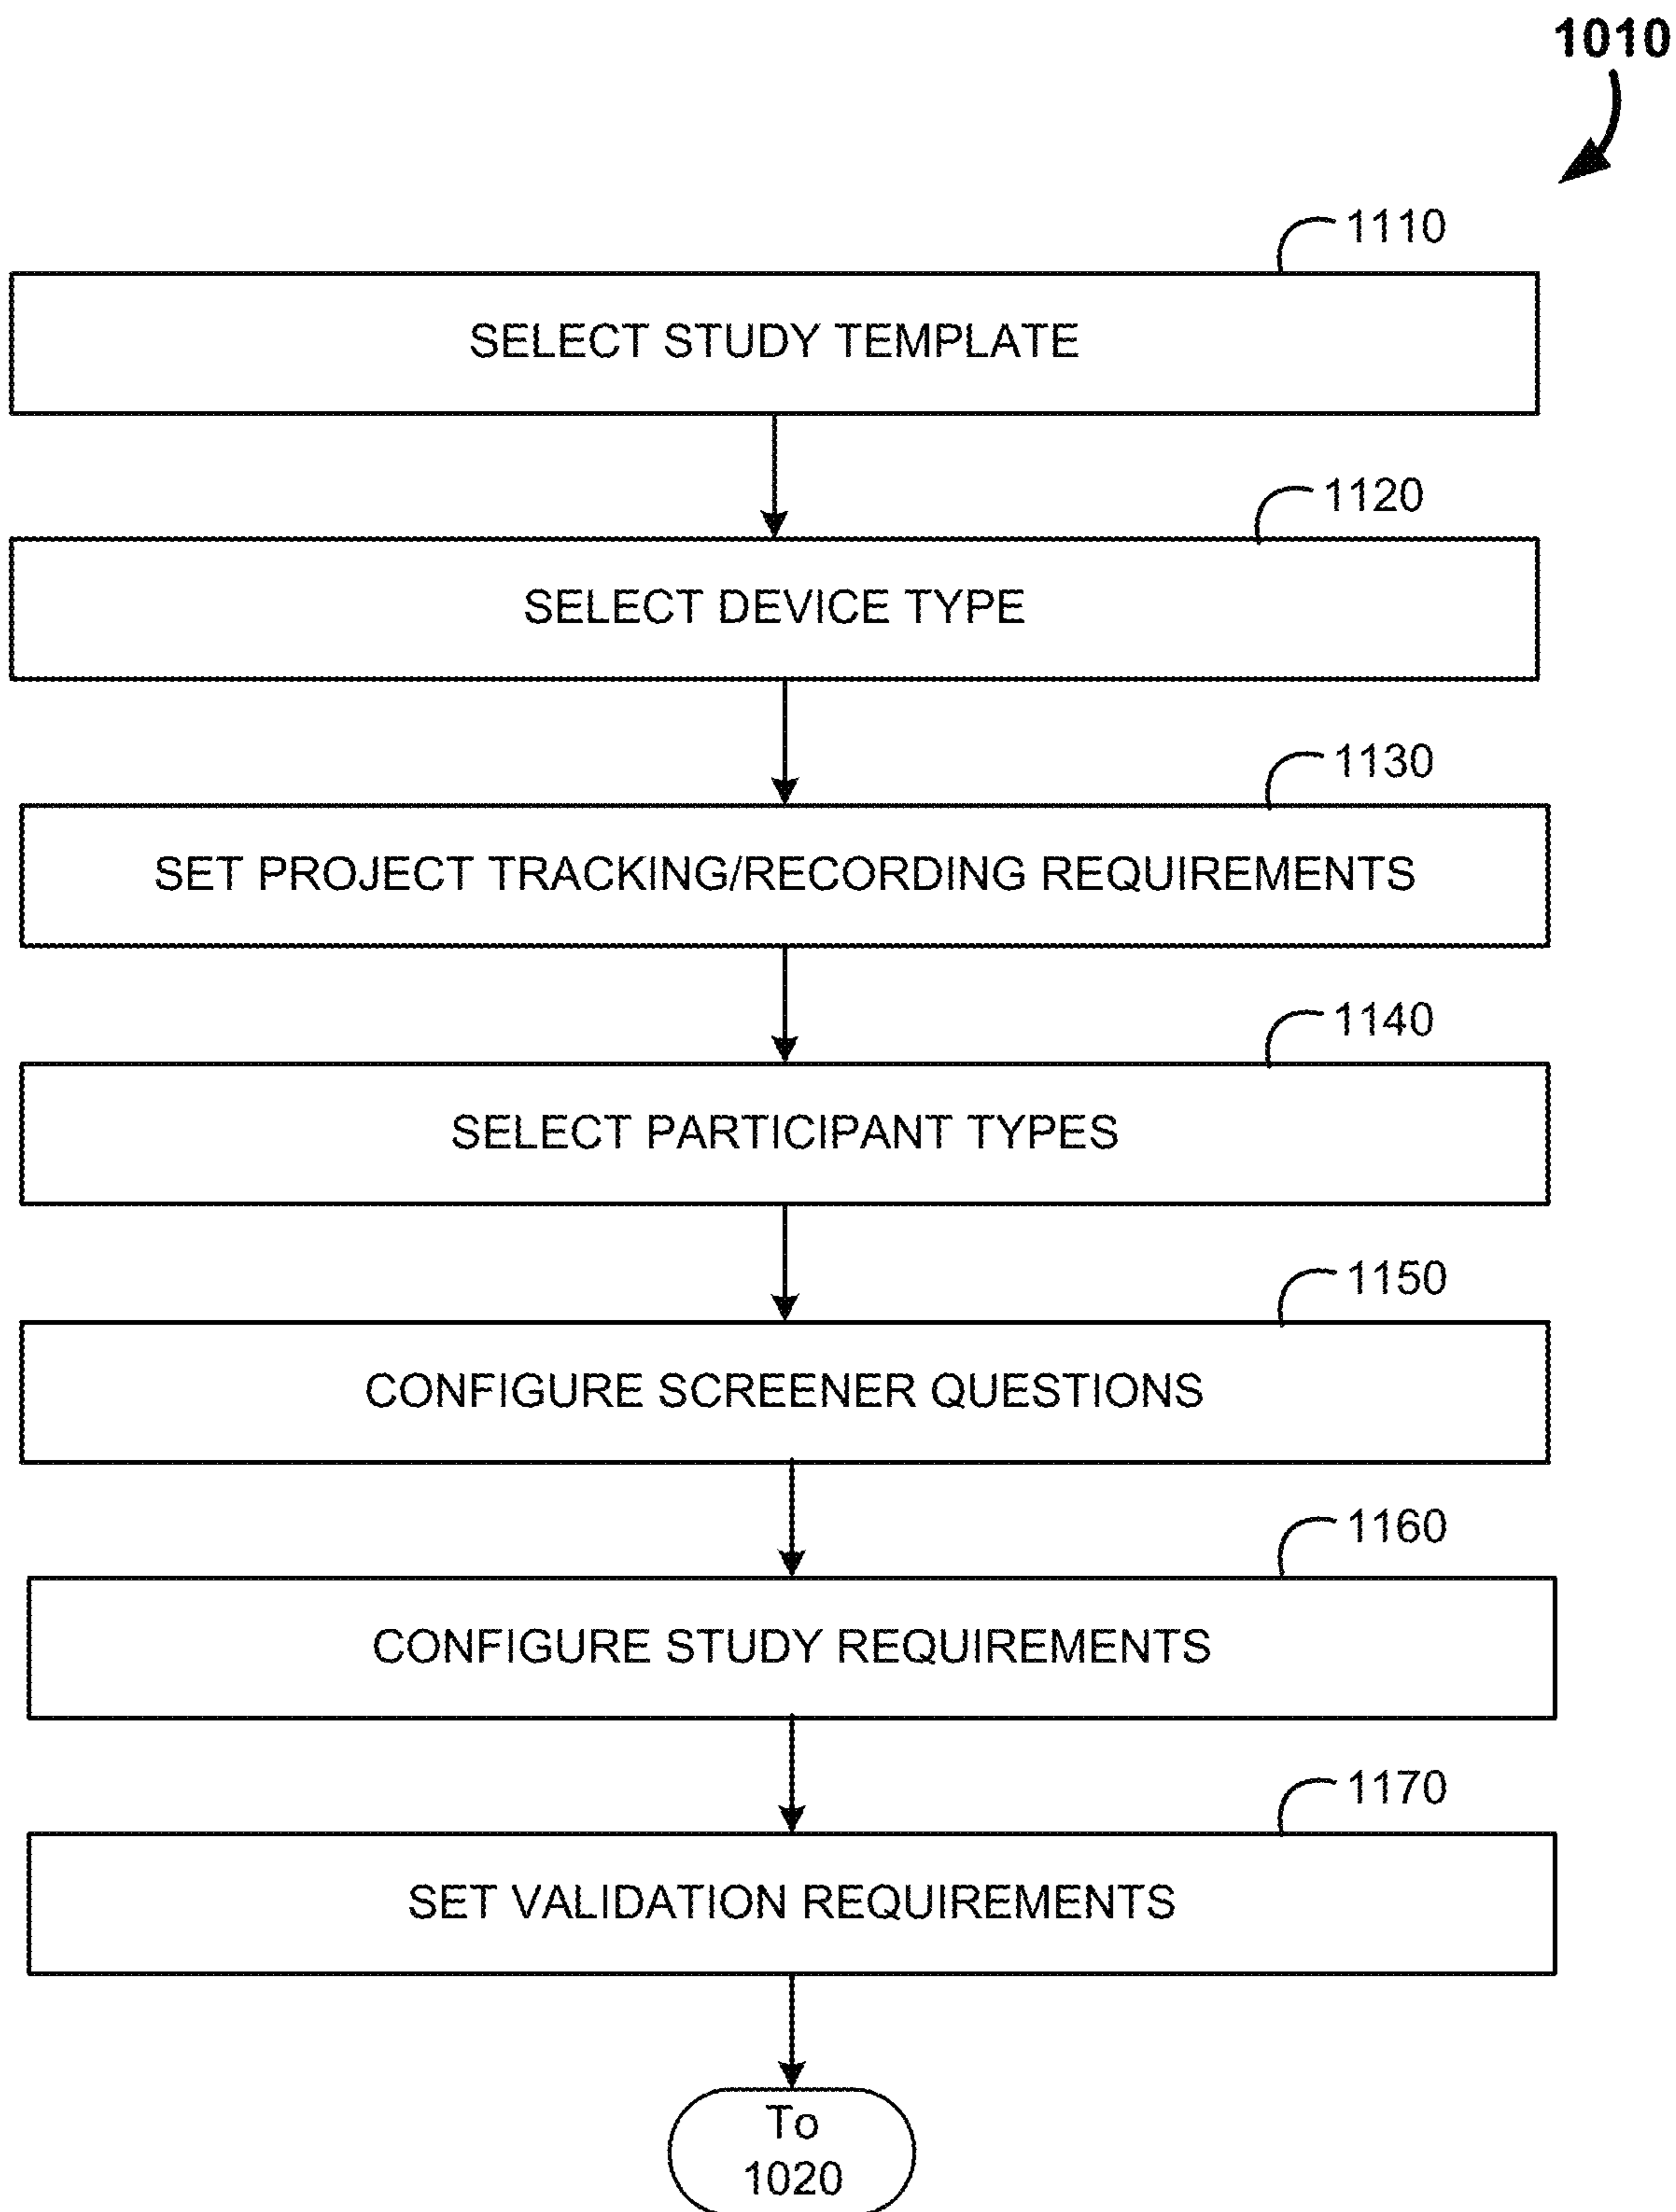 1010
1110
SELECT STUDY TEMPLATE
1120
SELECT DEVICE TYPE
1130
SET PROJECT TRACKING/RECORDING REQUIREMENTS
1140
SELECT PARTICIPANT TYPES
1150
CONFIGURE SCREENER QUESTIONS
1160
CONFIGURE STUDY REQUIREMENTS
1170
SET VALIDATION REQUIREMENTS
To
1020